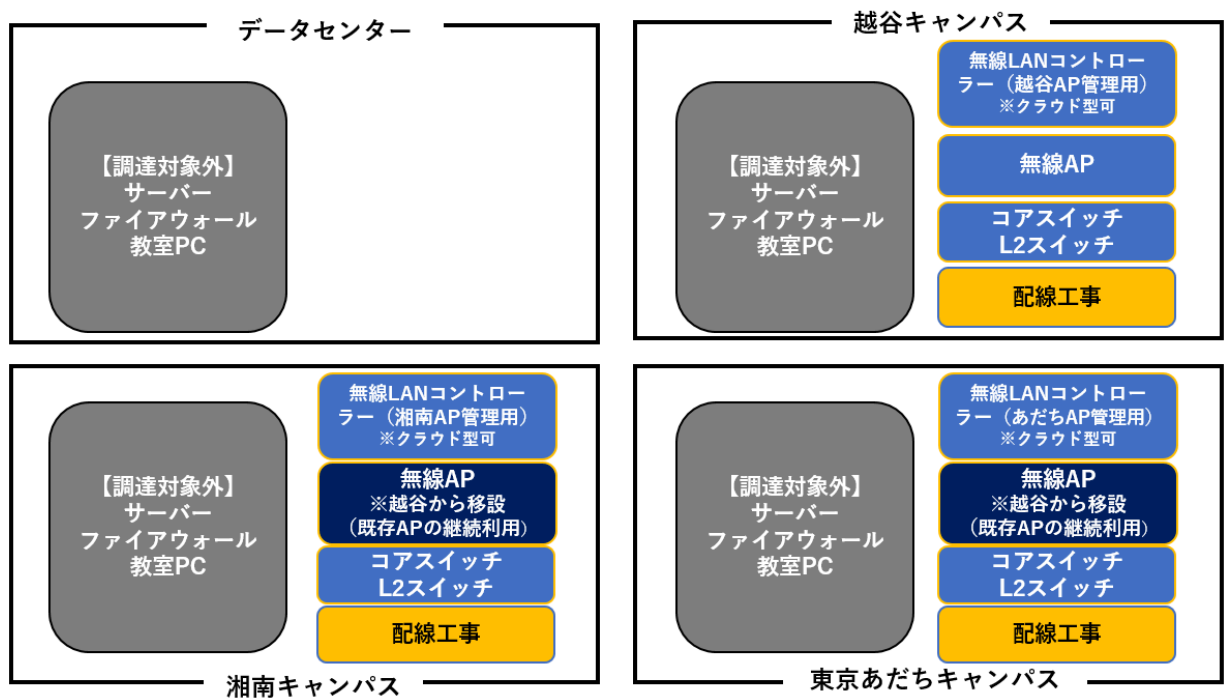 データセンター
【調達対象外】
サーバー
ファイアウォール
教室PC
越谷キャンパス
【調達対象外】
サーバー
ファイアウォール
教室PC
無線LANコントロー
ラー（越谷AP管理用）
※クラウド型可
無線AP
コアスイッチ
L2スイッチ
配線工事
【調達対象外】
サーバー
ファイアウォール
教室PC
無線LANコントロー
ラー（湘南AP管理用）
※クラウド型可
無線AP
※越谷から移設
（既存APの継続利用）
コアスイッチ
L2スイッチ
配線工事
湘南キャンパス
【調達対象外】
サーバー
ファイアウォール
教室PC
無線LANコントロー
ラー（あだちAP管理用）
※クラウド型可
無線AP
※越谷から移設
（既存APの継続利用）
コアスイッチ
L2スイッチ
配線工事
東京あだちキャンパス